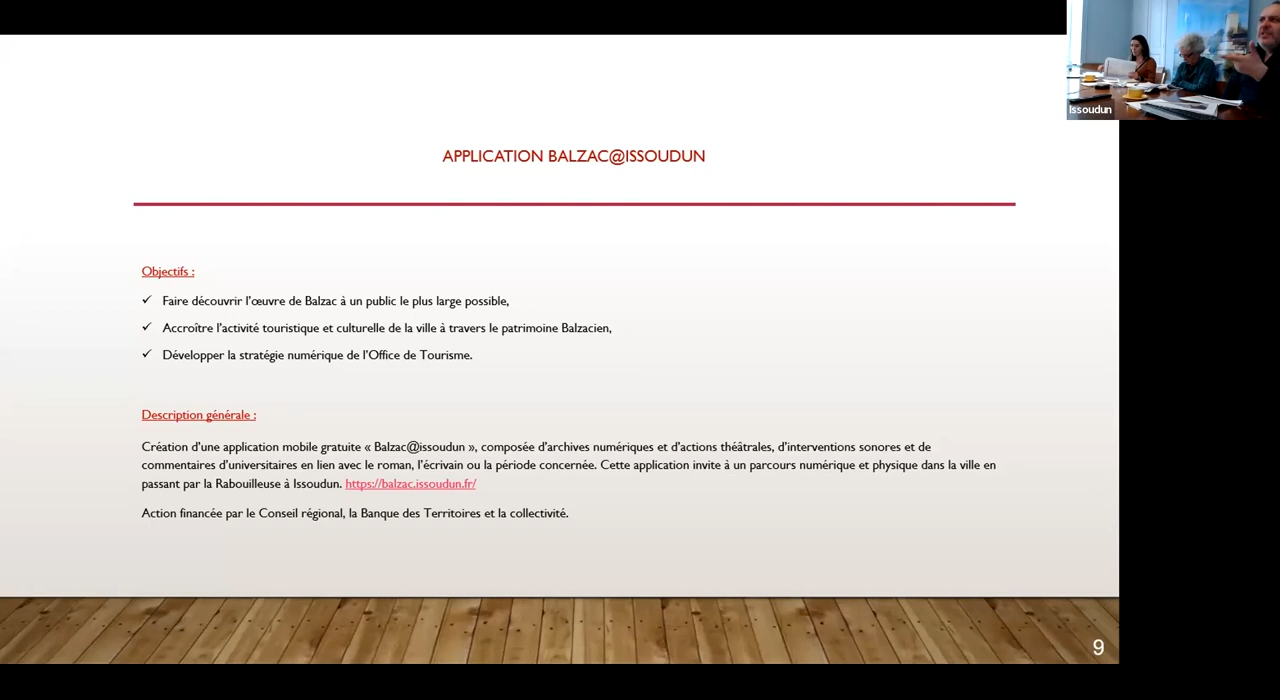 Issoudun
APPLICATION BALZAC@ISSOUDUN
Objectifs :
✓ Faire découvrir l’œuvre de Balzac à un public le plus large possible,
✓ Accroître l’activité touristique et culturelle de la ville à travers le patrimoine Balzacien,
✓ Développer la stratégie numérique de l’Office de Tourisme.
Description générale :
Création d’une application mobile gratuite « Balzac@issoudun », composée d’archives numériques et d’actions théâtrales, d’interventions sonores et de
commentaires d’universitaires en lien avec le roman, l’écrivain ou la période concernée. Cette application invite à un parcours numérique et physique dans la ville en
passant par la Rabouilleuse à Issoudun. https://balzac.issoudun.fr/
Action financée par le Conseil régional, la Banque des Territoires et la collectivité.
9